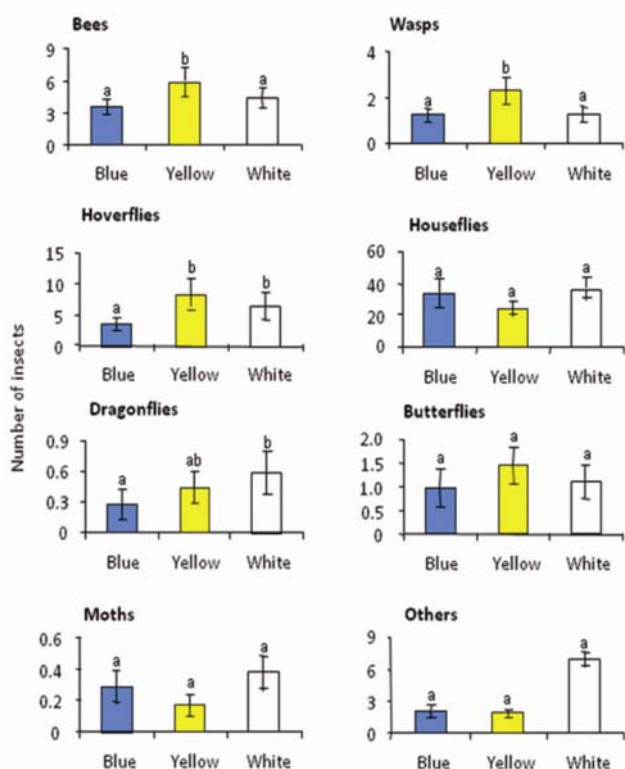 Bees
9
6
3
0
a
b
a
Blue
Yellow
White
Wasps
4
2
0
a
b
a
Blue
Yellow
White
Hoverflies
15
10
5
0
a
b
b
Blue
Yellow
White
Houseflies
60
40
20
0
a
a
a
Blue
Yellow
White
Number of insects
Dragonflies
0.9
0.6
0.3
0
a
ab
b
Blue
Yellow
White
Butterflies
2.0
1.5
1.0
0.5
0
a
a
a
Blue
Yellow
White
Moths
0.6
0.4
0.2
0
a
a
a
Blue
Yellow
White
Others
9
6
3
0
a
a
a
Blue
Yellow
White